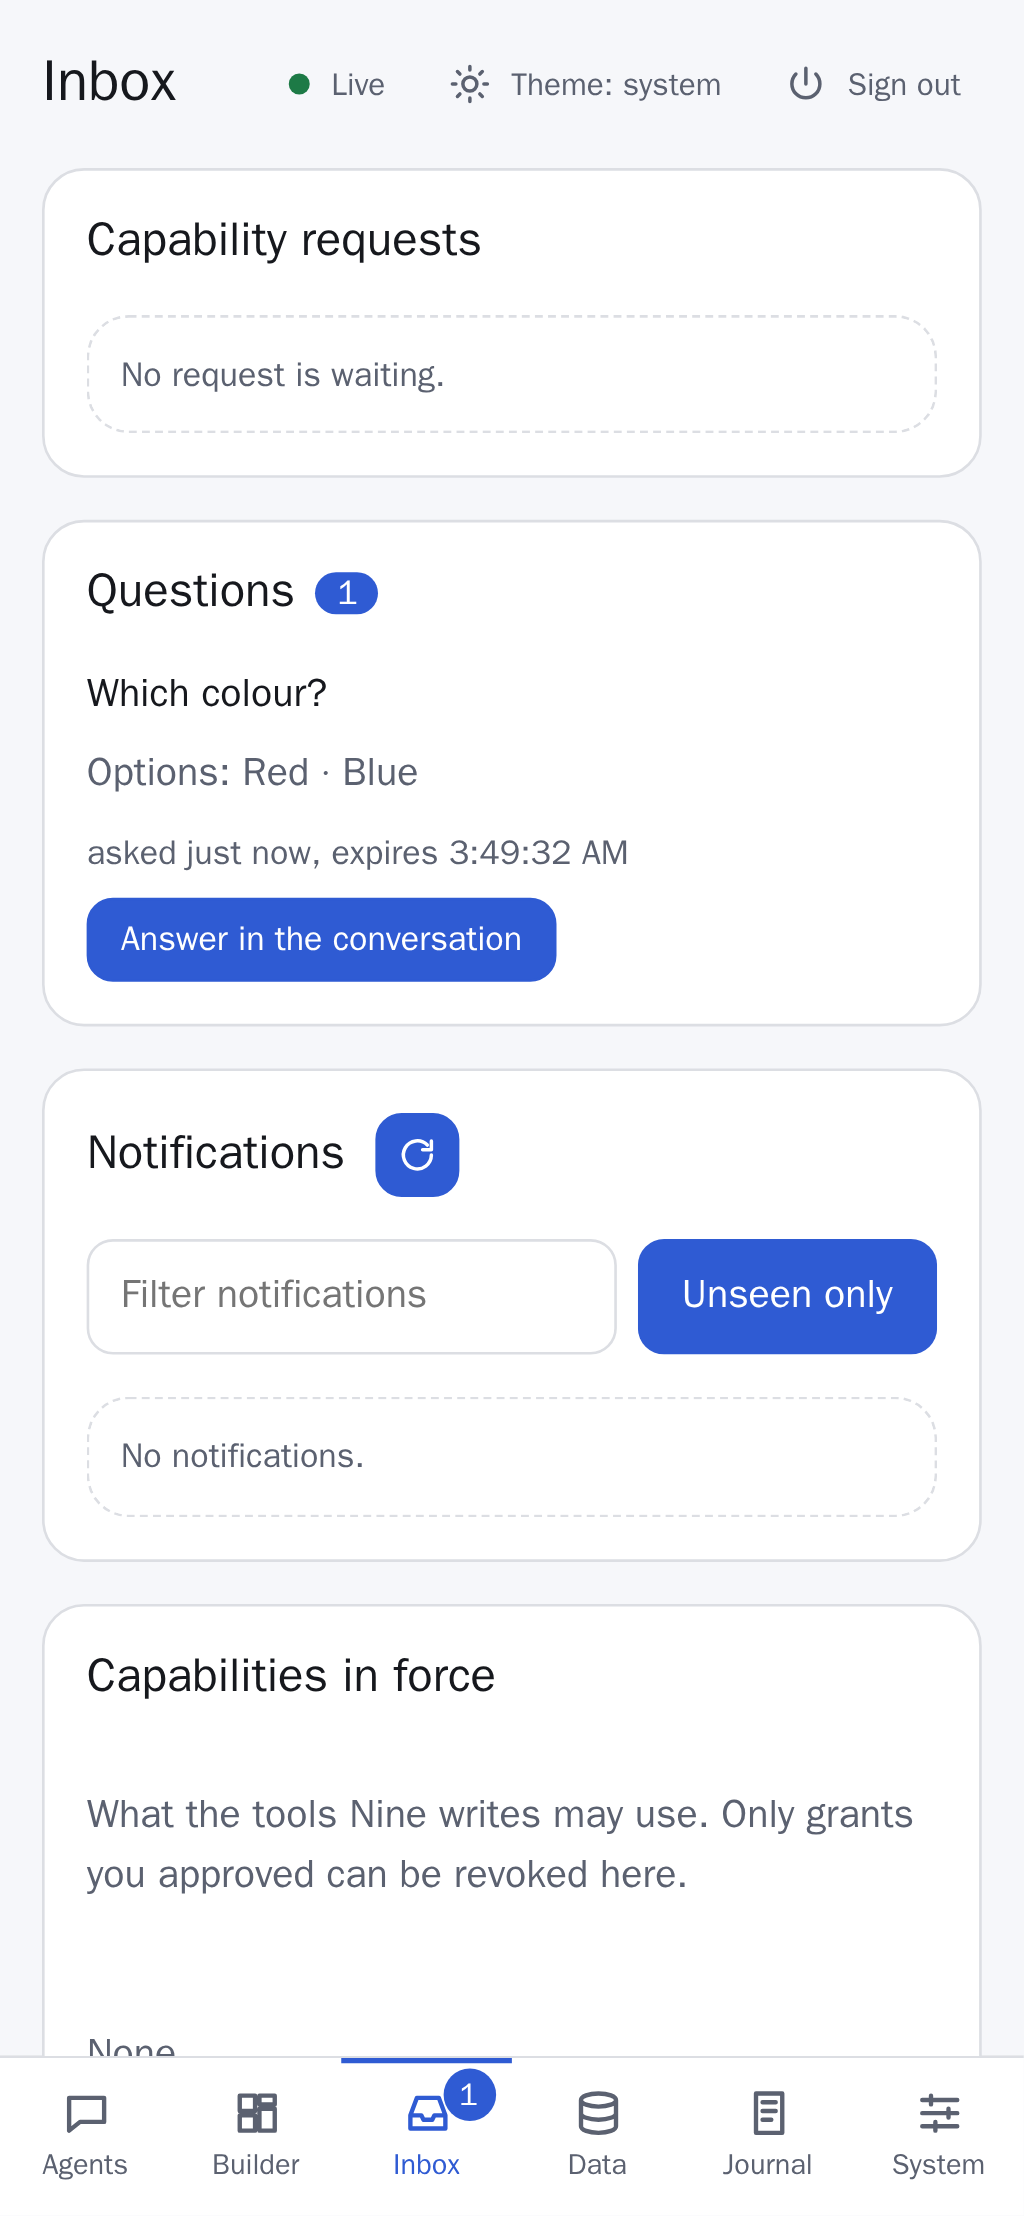 Inbox
Live
Theme: system
Sign out
Capability requests
No request is waiting.
Questions 1
Which colour?
Options: Red · Blue
asked just now, expires 3:49:32 AM
Answer in the conversation
Notifications
Filter notifications
Unseen only
No notifications.
Capabilities in force
What the tools Nine writes may use. Only grants
you approved can be revoked here.
None
1
Agents
Builder
Inbox
Data
Journal
System